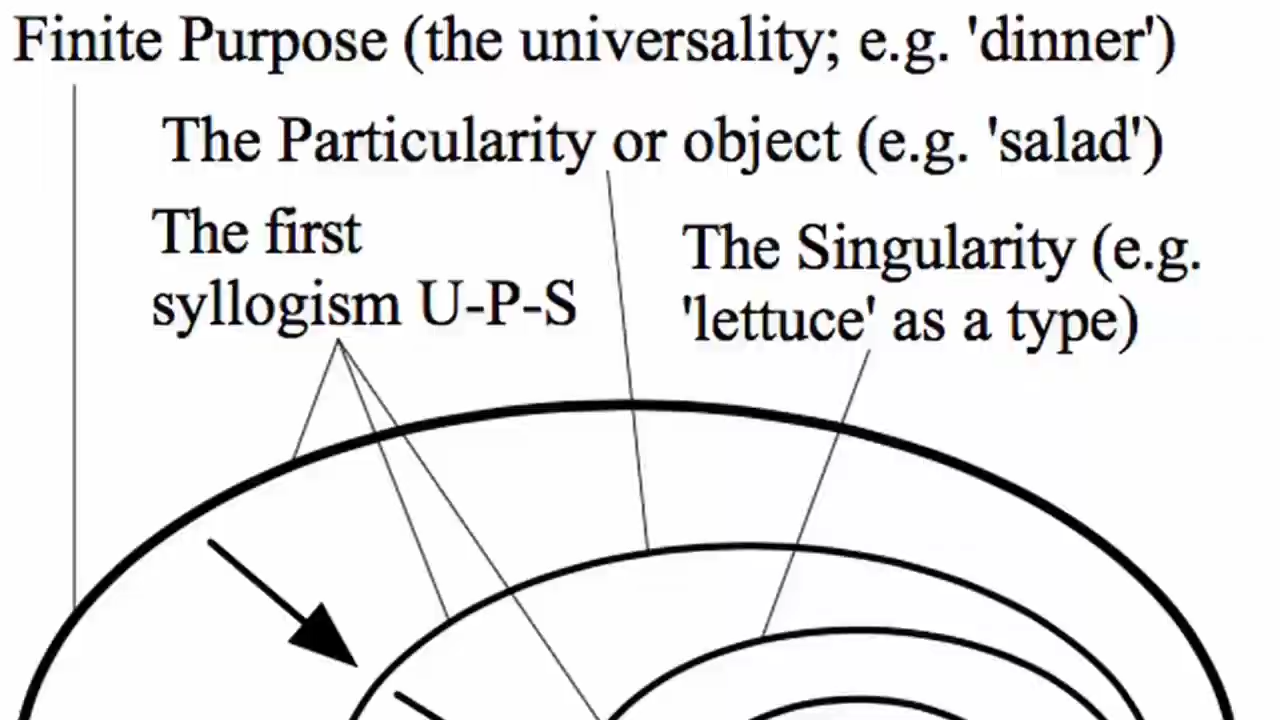 Finite Purpose (the universality; e.g. 'dinner')
The Particularity or object (e.g. 'salad')
The first
syllogism U-P-S
The Singularity (e.g.
'lettuce' as a type)